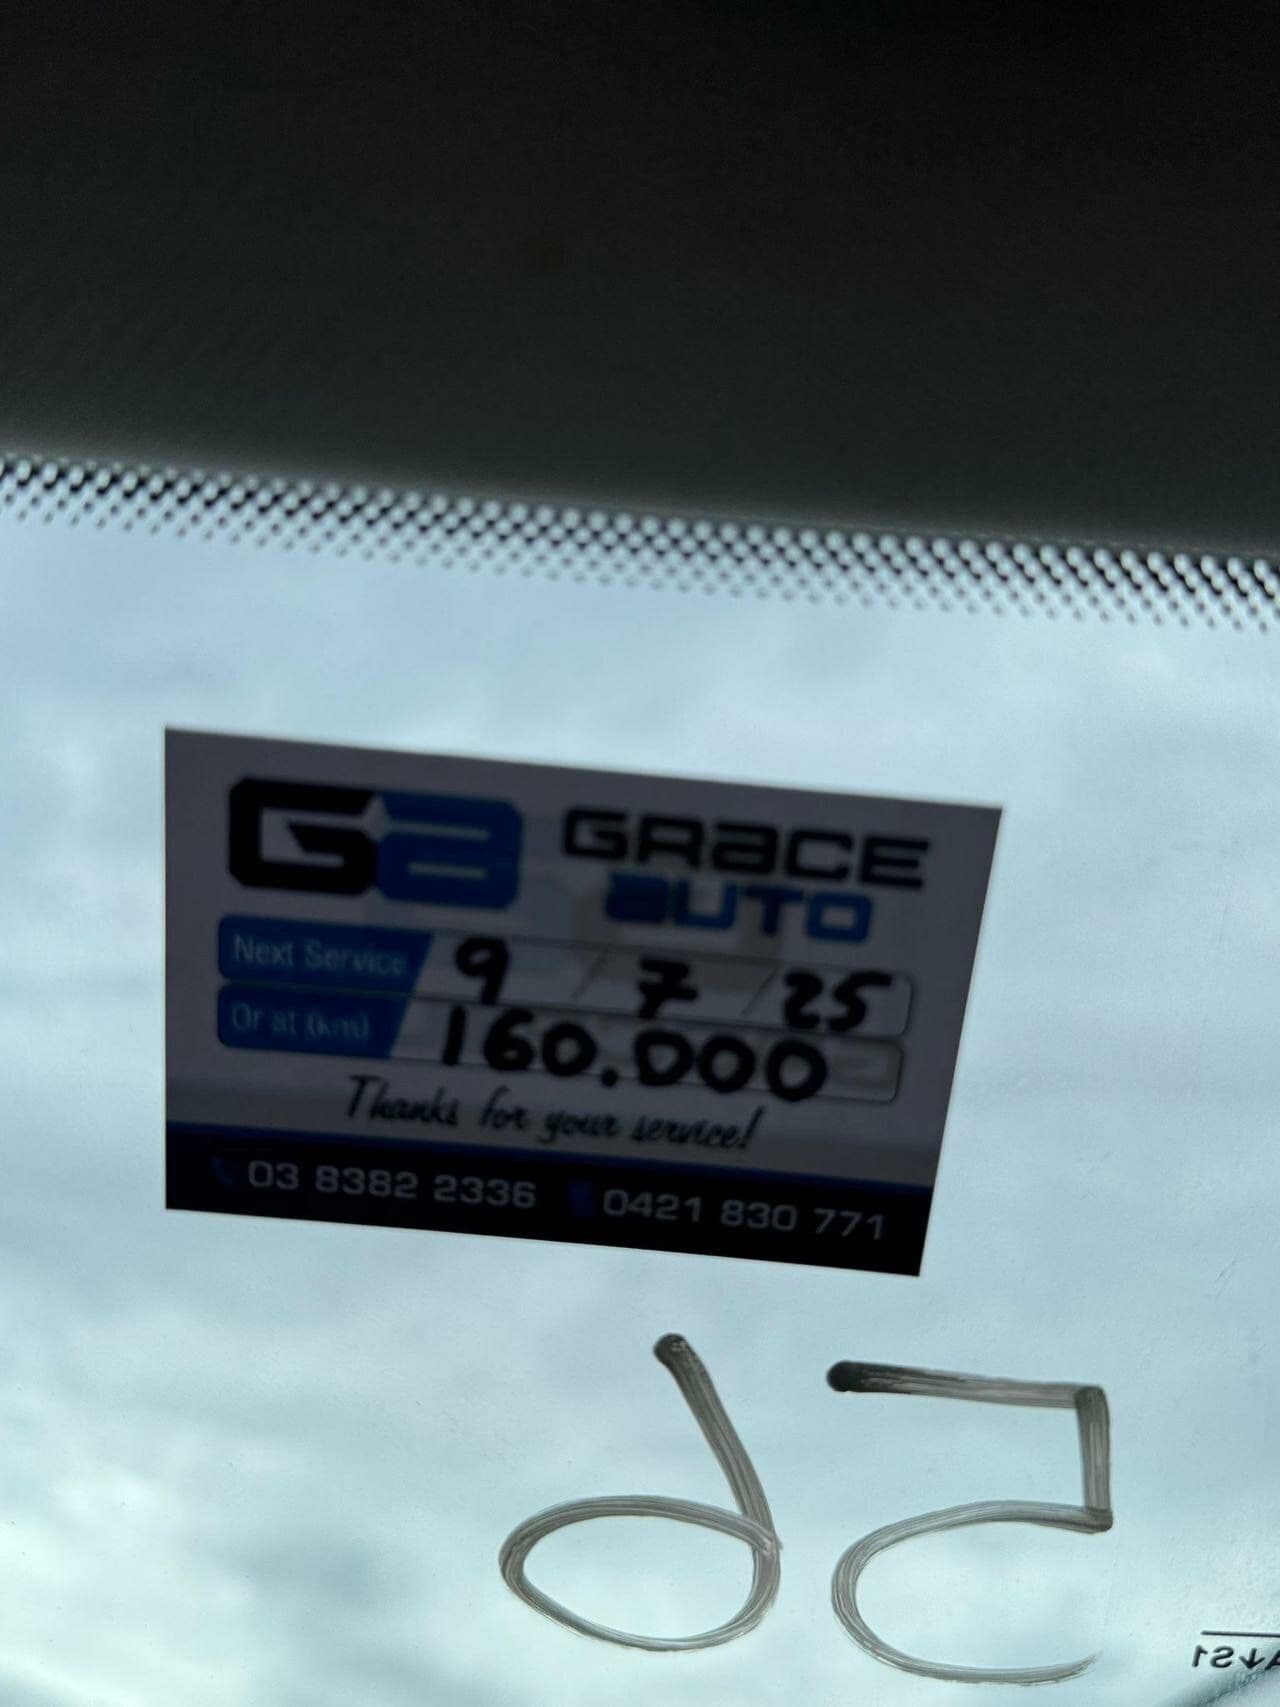 GA GRACE AUTO
Next Service 9 / 7 / 25
Or at (km) 160.000
Thanks for your service!
03 8382 2336 0421 830 771
56
AS1